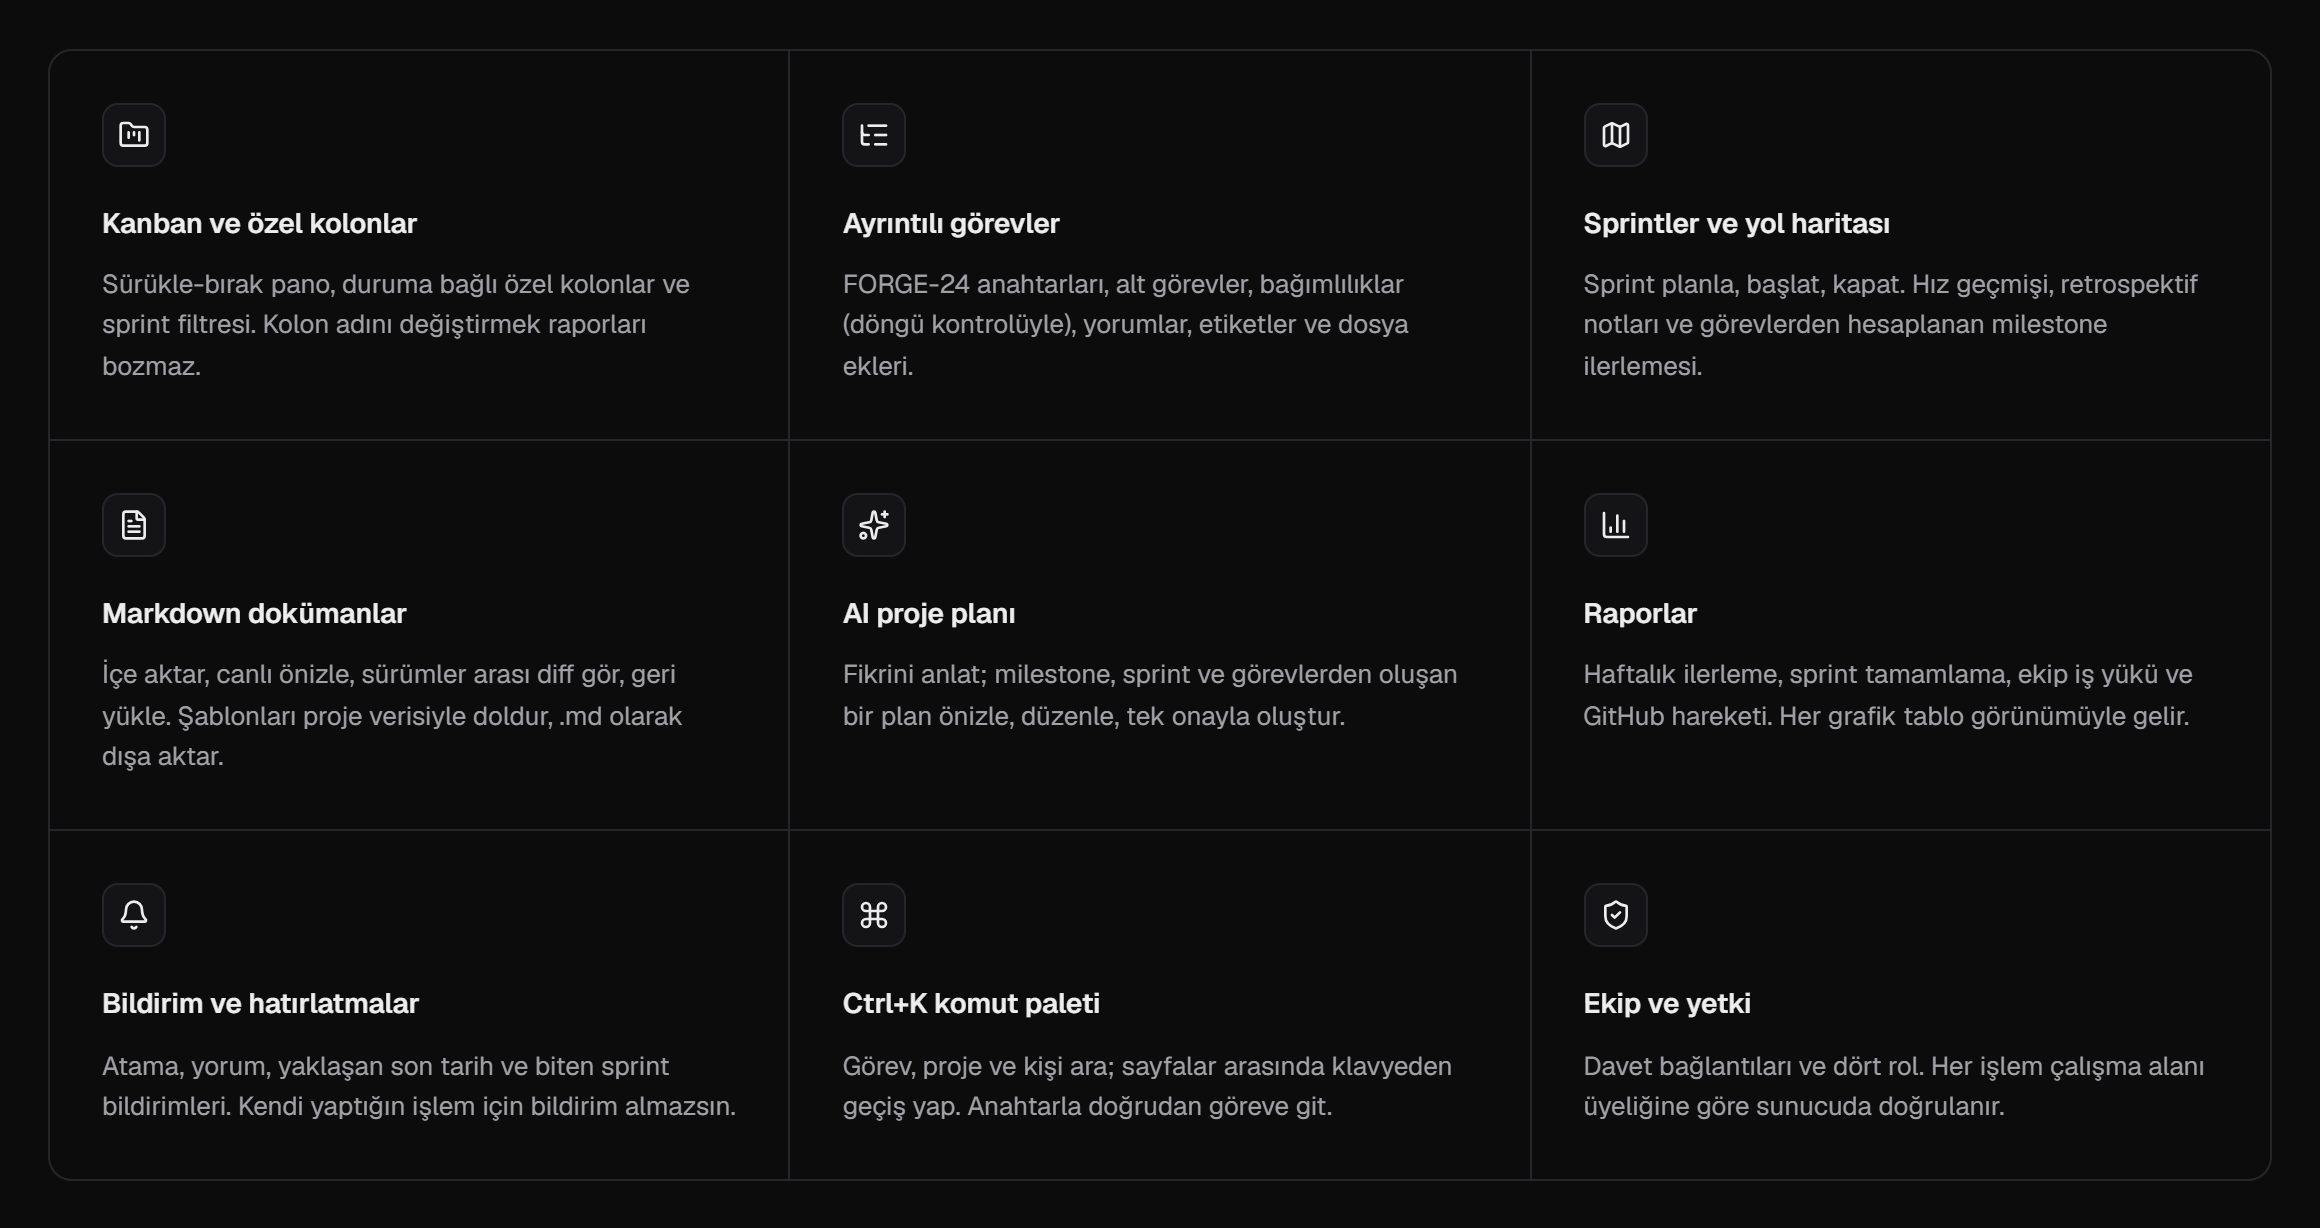 Kanban ve özel kolonlar
Sürükle-bırak pano, duruma bağlı özel kolonlar ve
sprint filtresi. Kolon adını değiştirmek raporları
bozmaz.
Ayrıntılı görevler
FORGE-24 anahtarları, alt görevler, bağımlılıklar
(döngü kontrolüyle), yorumlar, etiketler ve dosya
ekleri.
Sprintler ve yol haritası
Sprint planla, başlat, kapat. Hız geçmişi, retrospektif
notları ve görevlerden hesaplanan milestone
ilerlemesi.
Markdown dokümanlar
İçe aktar, canlı önizle, sürümler arası diff gör, geri
yükle. Şablonları proje verisiyle doldur, .md olarak
dışa aktar.
AI proje planı
Fikrini anlat; milestone, sprint ve görevlerden oluşan
bir plan önizle, düzenle, tek onayla oluştur.
Raporlar
Haftalık ilerleme, sprint tamamlama, ekip iş yükü ve
GitHub hareketi. Her grafik tablo görünümüyle gelir.
Bildirim ve hatırlatmalar
Atama, yorum, yaklaşan son tarih ve biten sprint
bildirimleri. Kendi yaptığın işlem için bildirim almazsın.
Ctrl+K komut paleti
Görev, proje ve kişi ara; sayfalar arasında klavyeden
geçiş yap. Anahtarla doğrudan göreve git.
Ekip ve yetki
Davet bağlantıları ve dört rol. Her işlem çalışma alanı
üyeliğine göre sunucuda doğrulanır.